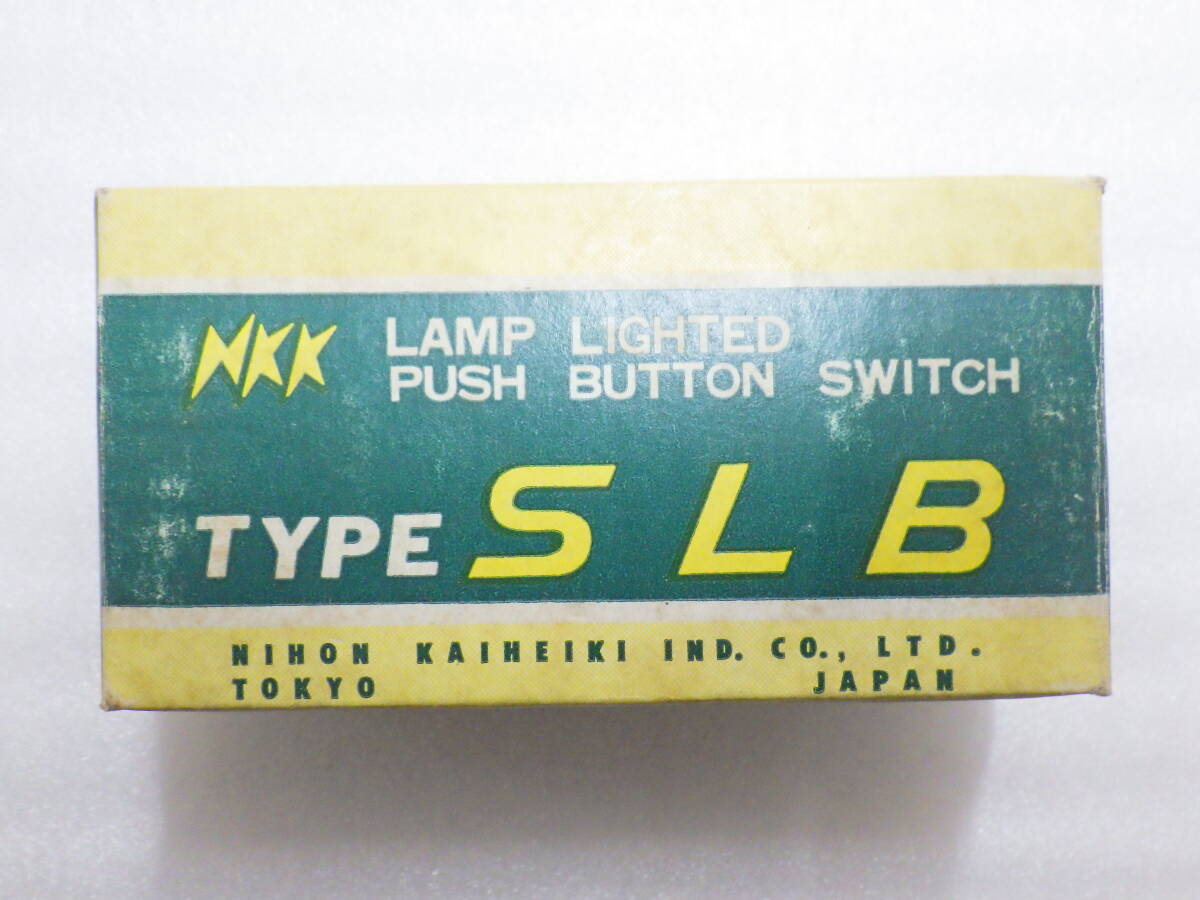 NKK LAMP LIGHTED
PUSH BUTTON SWITCH
TYPE SLB
NIHON KAIHEIKI IND. CO., LTD.
TOKYO JAPAN